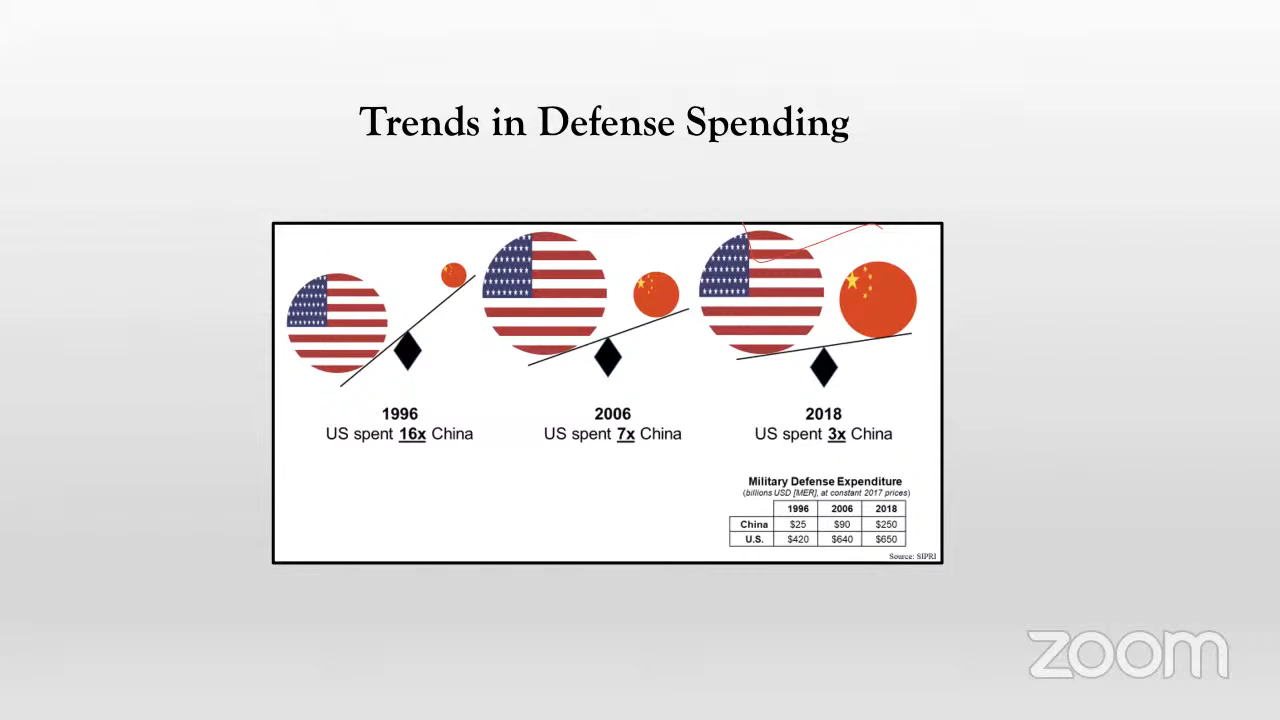 Trends in Defense Spending
1996
US spent 16x China
2006
US spent 7x China
2018
US spent 3x China
Military Defense Expenditure
(billions USD [MER], at constant 2017 prices)
1996 2006 2018
China $25 $90 $250
U.S. $420 $640 $650
Source: SIPRI
zoom